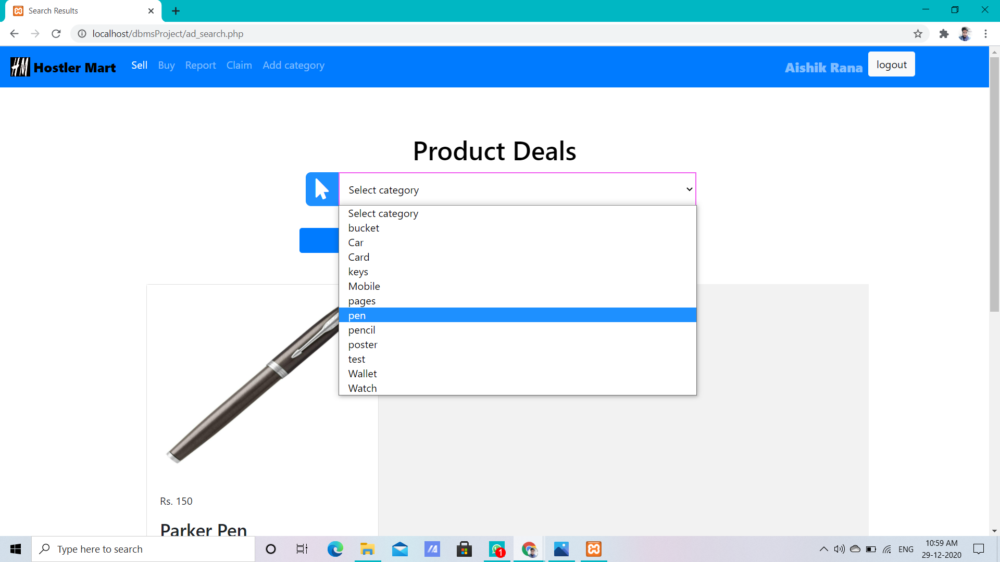 Search Results
localhost/dbmsProject/ad_search.php
HM Hostler Mart Sell Buy Report Claim Add category Aishik Rana logout
Product Deals
Select category
Select category
bucket
Car
Card
keys
Mobile
pages
pen
pencil
poster
test
Wallet
Watch
Rs. 150
Parker Pen
Type here to search
1
ENG
10:59 AM
29-12-2020